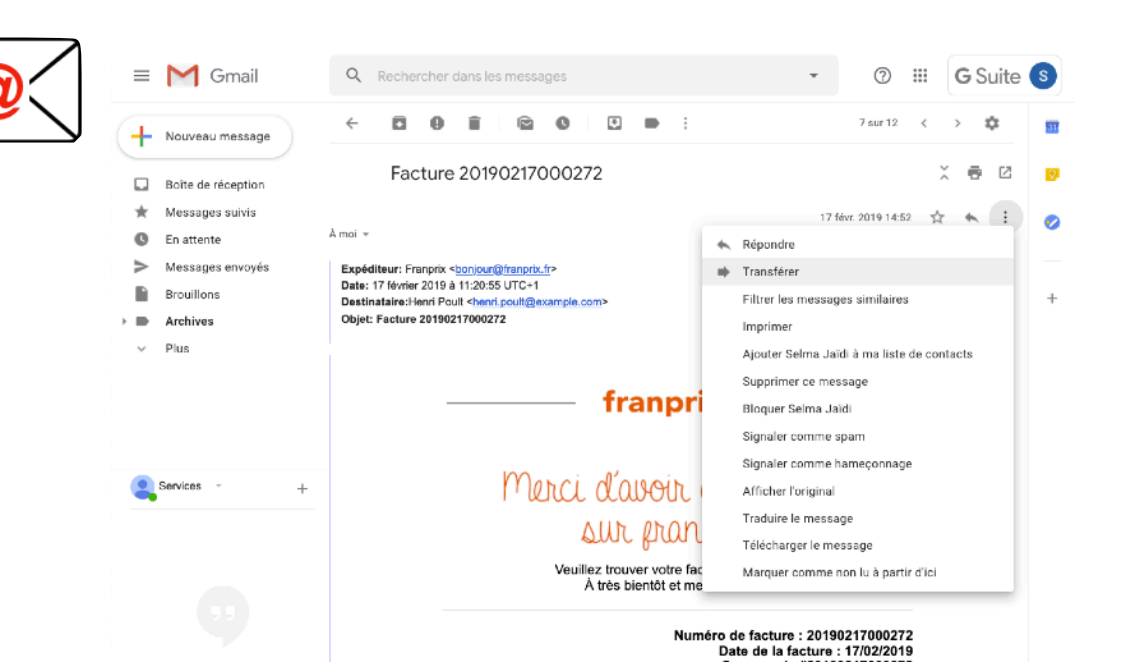 @
Gmail
Rechercher dans les messages
G Suite
S
Nouveau message
7 sur 12
31
Boîte de réception
Messages suivis
En attente
Messages envoyés
Brouillons
Archives
Plus
Services
Facture 20190217000272
17 févr. 2019 14:52
À moi
Expéditeur: Franprix <bonjour@franprix.fr>
Date: 17 février 2019 à 11:20:55 UTC+1
Destinataire:Henri Poult <henri.poult@example.com>
Objet: Facture 20190217000272
Répondre
Transférer
Filtrer les messages similaires
Imprimer
Ajouter Selma Jaïdi à ma liste de contacts
Supprimer ce message
Bloquer Selma Jaïdi
Signaler comme spam
Signaler comme hameçonnage
Afficher l'original
Traduire le message
Télécharger le message
Marquer comme non lu à partir d'ici
franpri
Merci d'avoir
sur fran
Veuillez trouver votre fac
À très bientôt et me
Numéro de facture : 20190217000272
Date de la facture : 17/02/2019